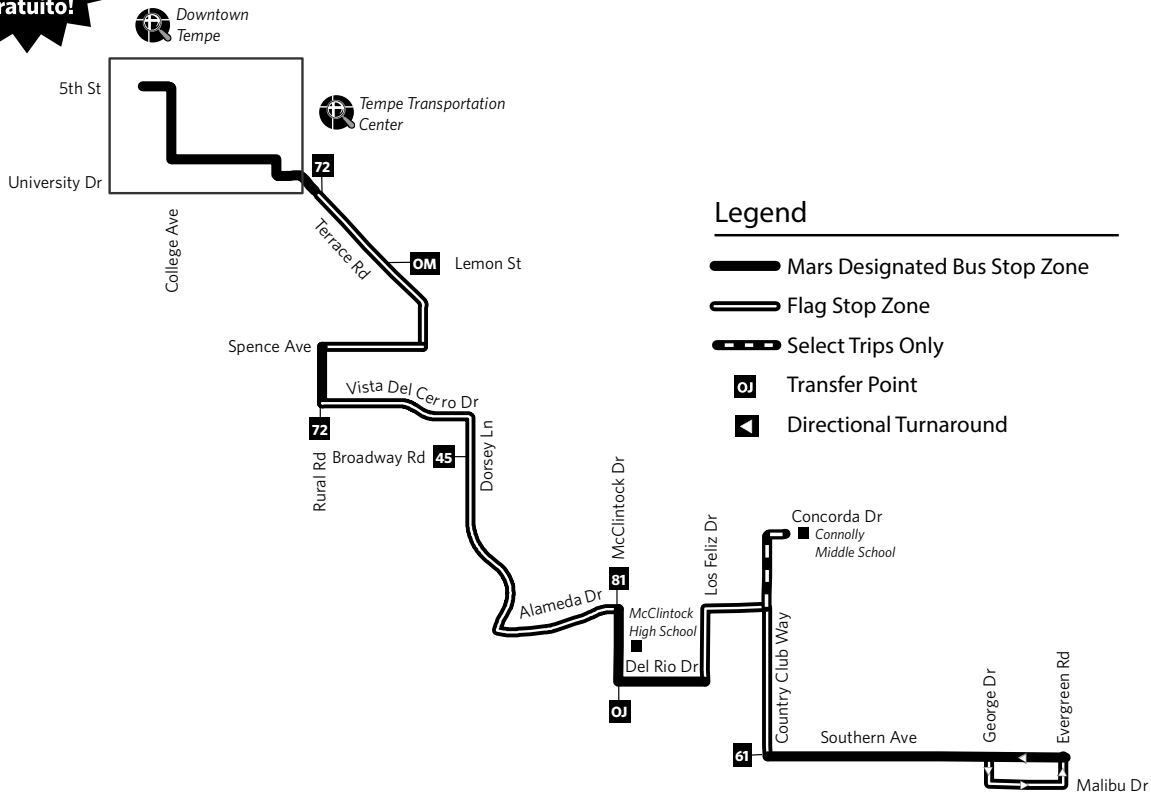 Downtown
Tempe
5th St
Tempe Transportation
Center
72
University Dr
College Ave
Terrace Rd
OM
Lemon St
Legend
Mars Designated Bus Stop Zone
Flag Stop Zone
Select Trips Only
OJ
Transfer Point
Directional Turnaround
Spence Ave
Vista Del Cerro Dr
72
Rural Rd
Broadway Rd
45
Dorsey Ln
McClintock Dr
81
Alameda Dr
McClintock
High School
Del Rio Dr
OJ
Los Feliz Dr
Concorda Dr
Connolly
Middle School
Country Club Way
61
Southern Ave
George Dr
Evergreen Rd
Malibu Dr